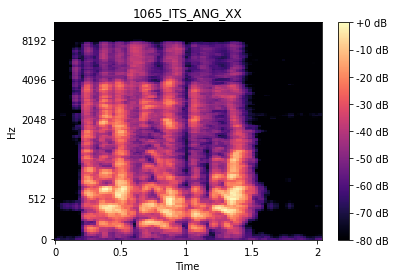 1065_ITS_ANG_XX
8192
4096
2048
1024
512
0
Hz
0
0.5
1
1.5
2
Time
+0 dB
-10 dB
-20 dB
-30 dB
-40 dB
-50 dB
-60 dB
-70 dB
-80 dB